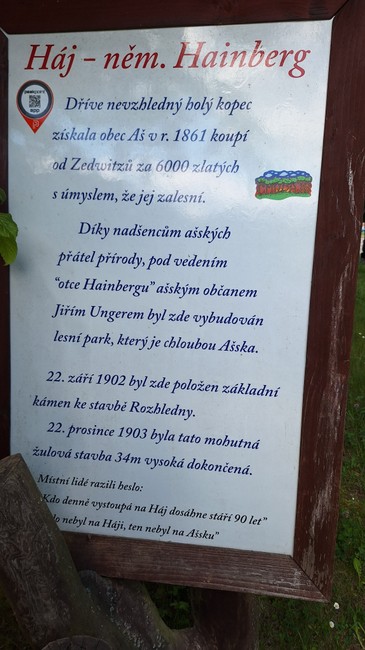 Háj – něm. Hainberg
Dříve nevzhledný holý kopec
získala obec Aš v r. 1861 koupí
od Zedwitzů za 6000 zlatých
s úmyslem, že jej zalesní.
Díky nadšencům ašských
přátel přírody, pod vedením
"otce Hainbergu" ašským občanem
Jiřím Ungerem byl zde vybudován
lesní park, který je chloubou Ašska.
22. září 1902 byl zde položen základní
kámen ke stavbě Rozhledny.
22. prosince 1903 byla tato mohutná
žulová stavba 34m vysoká dokončená.
Místní lidé razili heslo:
Kdo denně vystoupá na Háj dosáhne stáří 90 let"
nebyl na Háji, ten nebyl na Ašsku"